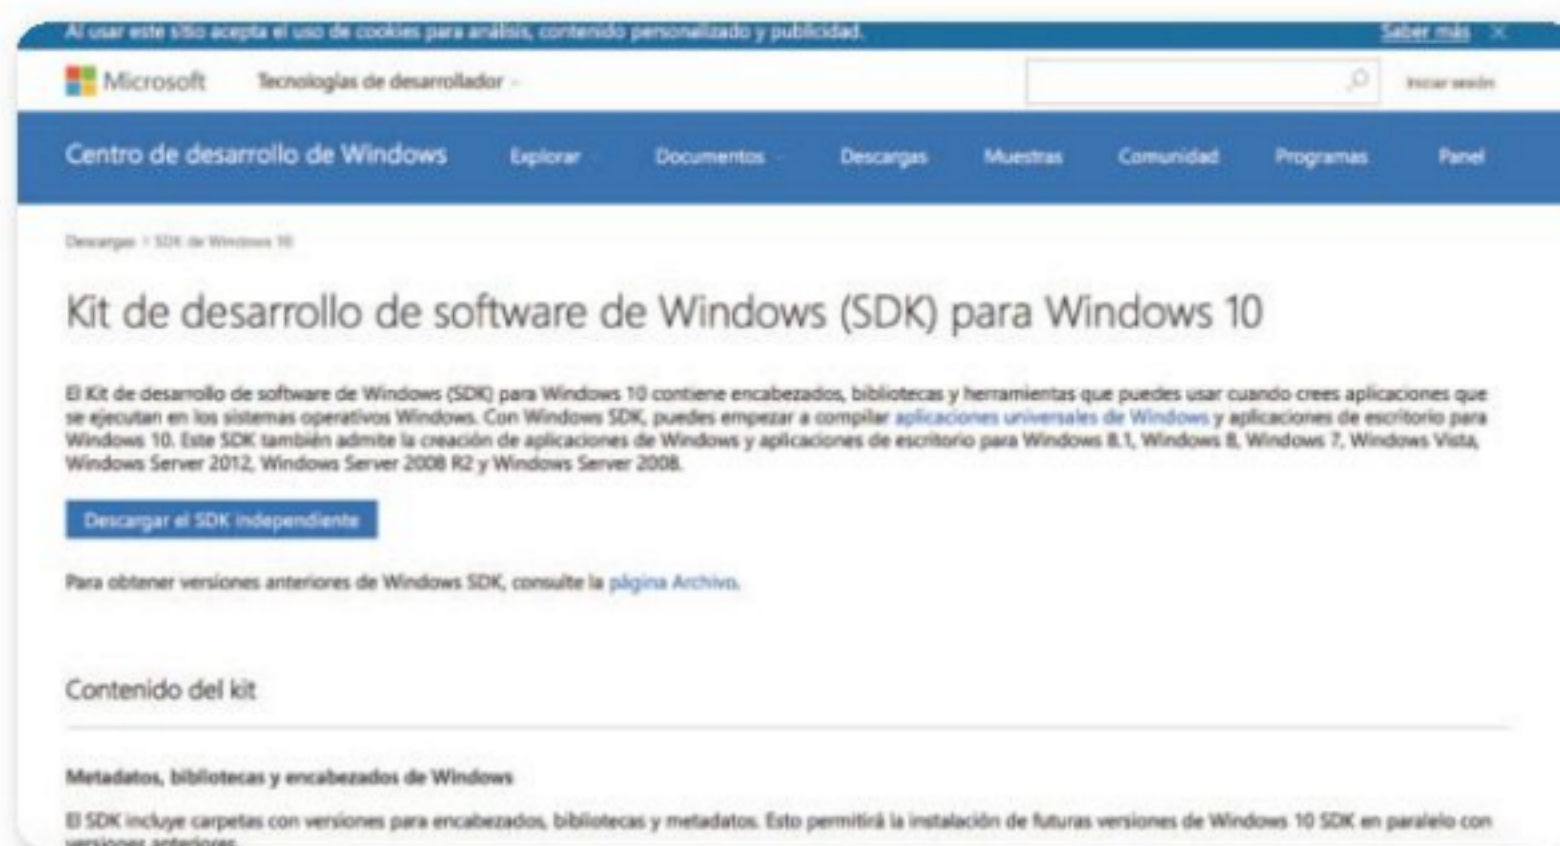 Al usar este sitio acepta el uso de cookies para análisis, contenido personalizado y publicidad.
Saber más
Microsoft
Tecnologías de desarrollador
Iniciar sesión
Centro de desarrollo de Windows
Explorar
Documentos
Descargas
Muestras
Comunidad
Programas
Panel
Descargas > SDK de Windows 10
Kit de desarrollo de software de Windows (SDK) para Windows 10
El Kit de desarrollo de software de Windows (SDK) para Windows 10 contiene encabezados, bibliotecas y herramientas que puedes usar cuando crees aplicaciones que
se ejecutan en los sistemas operativos Windows. Con Windows SDK, puedes empezar a compilar aplicaciones universales de Windows y aplicaciones de escritorio para
Windows 10. Este SDK también admite la creación de aplicaciones de Windows y aplicaciones de escritorio para Windows 8.1, Windows 8, Windows 7, Windows Vista,
Windows Server 2012, Windows Server 2008 R2 y Windows Server 2008.
Descargar el SDK independiente
Para obtener versiones anteriores de Windows SDK, consulte la página Archivo.
Contenido del kit
Metadatos, bibliotecas y encabezados de Windows
El SDK incluye carpetas con versiones para encabezados, bibliotecas y metadatos. Esto permitirá la instalación de futuras versiones de Windows 10 SDK en paralelo con
versiones anteriores.